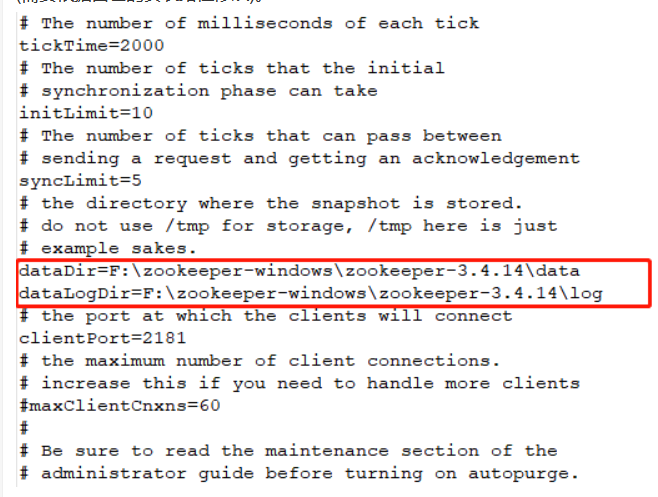 # The number of milliseconds of each tick
tickTime=2000
# The number of ticks that the initial
# synchronization phase can take
initLimit=10
# The number of ticks that can pass between
# sending a request and getting an acknowledgement
syncLimit=5
# the directory where the snapshot is stored.
# do not use /tmp for storage, /tmp here is just
# example sakes.
dataDir=F:\zookeeper-windows\zookeeper-3.4.14\data
dataLogDir=F:\zookeeper-windows\zookeeper-3.4.14\log
# the port at which the clients will connect
clientPort=2181
# the maximum number of client connections.
# increase this if you need to handle more clients
#maxClientCnxns=60
#
# Be sure to read the maintenance section of the
# administrator guide before turning on autopurge.